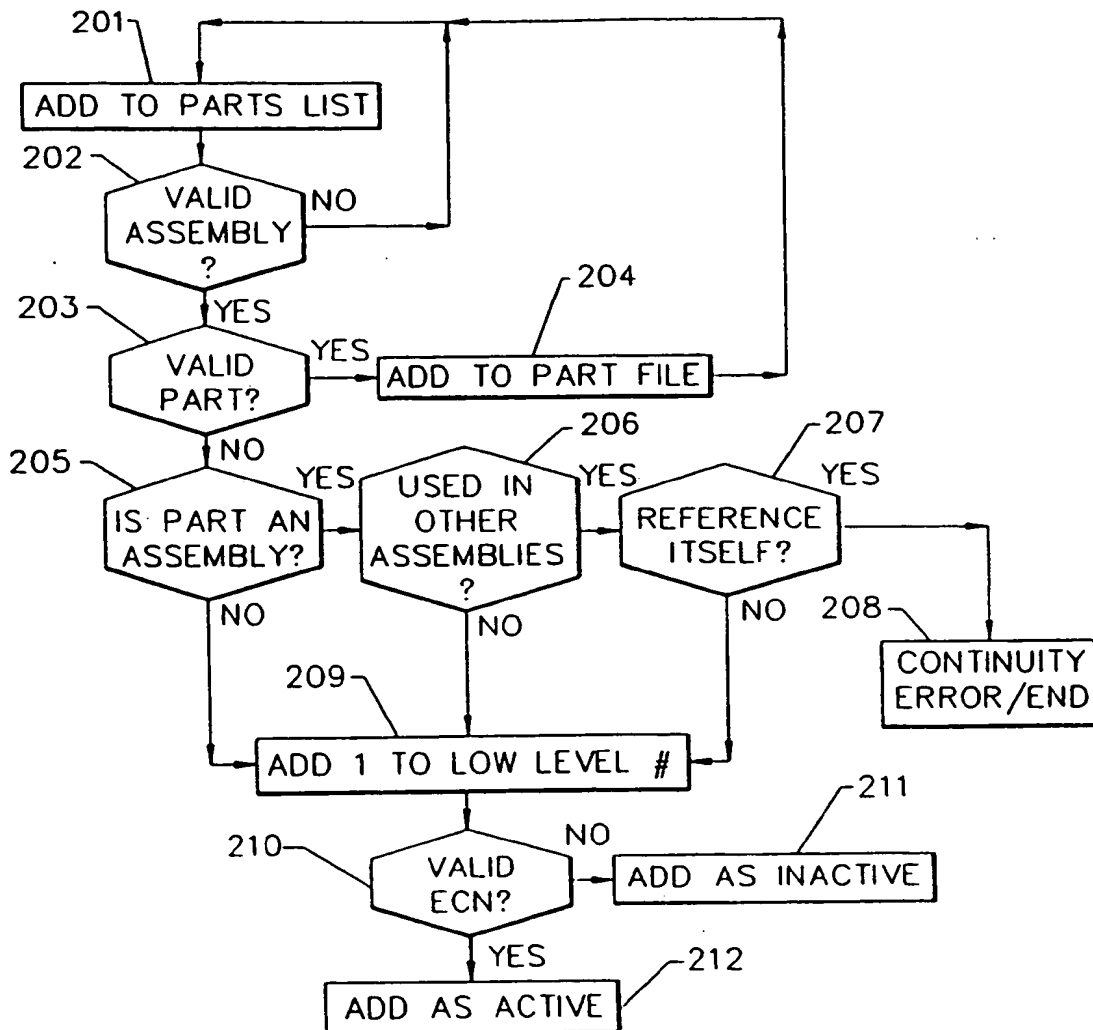 201
ADD TO PARTS LIST
202
VALID
ASSEMBLY
?
NO
YES
203
VALID
PART?
YES
204
ADD TO PART FILE
NO
205
IS PART AN
ASSEMBLY?
YES
206
USED IN
OTHER
ASSEMBLIES
?
YES
207
REFERENCE
ITSELF?
YES
NO
NO
NO
208
CONTINUITY
ERROR/END
209
ADD 1 TO LOW LEVEL #
210
VALID
ECN?
NO
211
ADD AS INACTIVE
YES
212
ADD AS ACTIVE